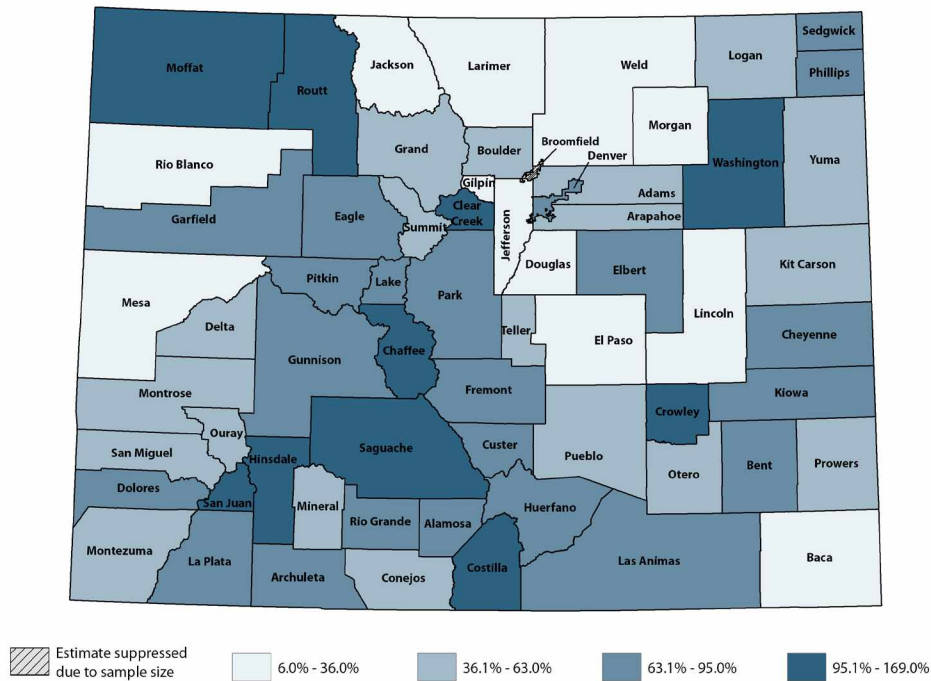 Moffat
Routt
Jackson
Larimer
Weld
Logan
Sedgwick
Phillips
Morgan
Washington
Yuma
Rio Blanco
Grand
Boulder
Broomfield
Denver
Gilpin
Clear
Creek
Adams
Arapahoe
Garfield
Eagle
Summit
Jefferson
Douglas
Elbert
Kit Carson
Mesa
Pitkin
Lake
Park
Lincoln
Delta
Teller
El Paso
Cheyenne
Gunnison
Chaffee
Montrose
Fremont
Kiowa
Crowley
Ouray
San Miguel
Hinsdale
Saguache
Custer
Pueblo
Otero
Bent
Prowers
Dolores
San Juan
Mineral
Rio Grande
Alamosa
Huerfano
Montezuma
La Plata
Archuleta
Conejos
Costilla
Las Animas
Baca
Estimate suppressed
due to sample size
6.0% - 36.0%
36.1% - 63.0%
63.1% - 95.0%
95.1% - 169.0%